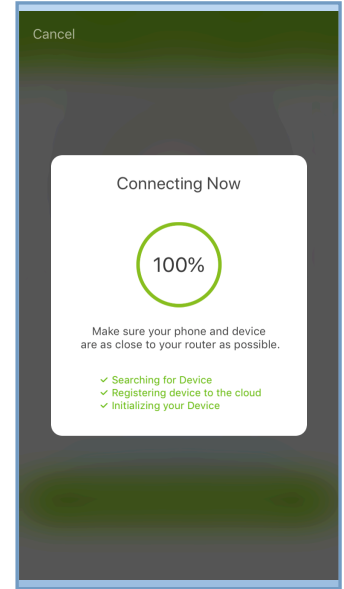 Cancel
Connecting Now
100%
Make sure your phone and device
are as close to your router as possible.
✓ Searching for Device
✓ Registering device to the cloud
✓ Initializing your Device